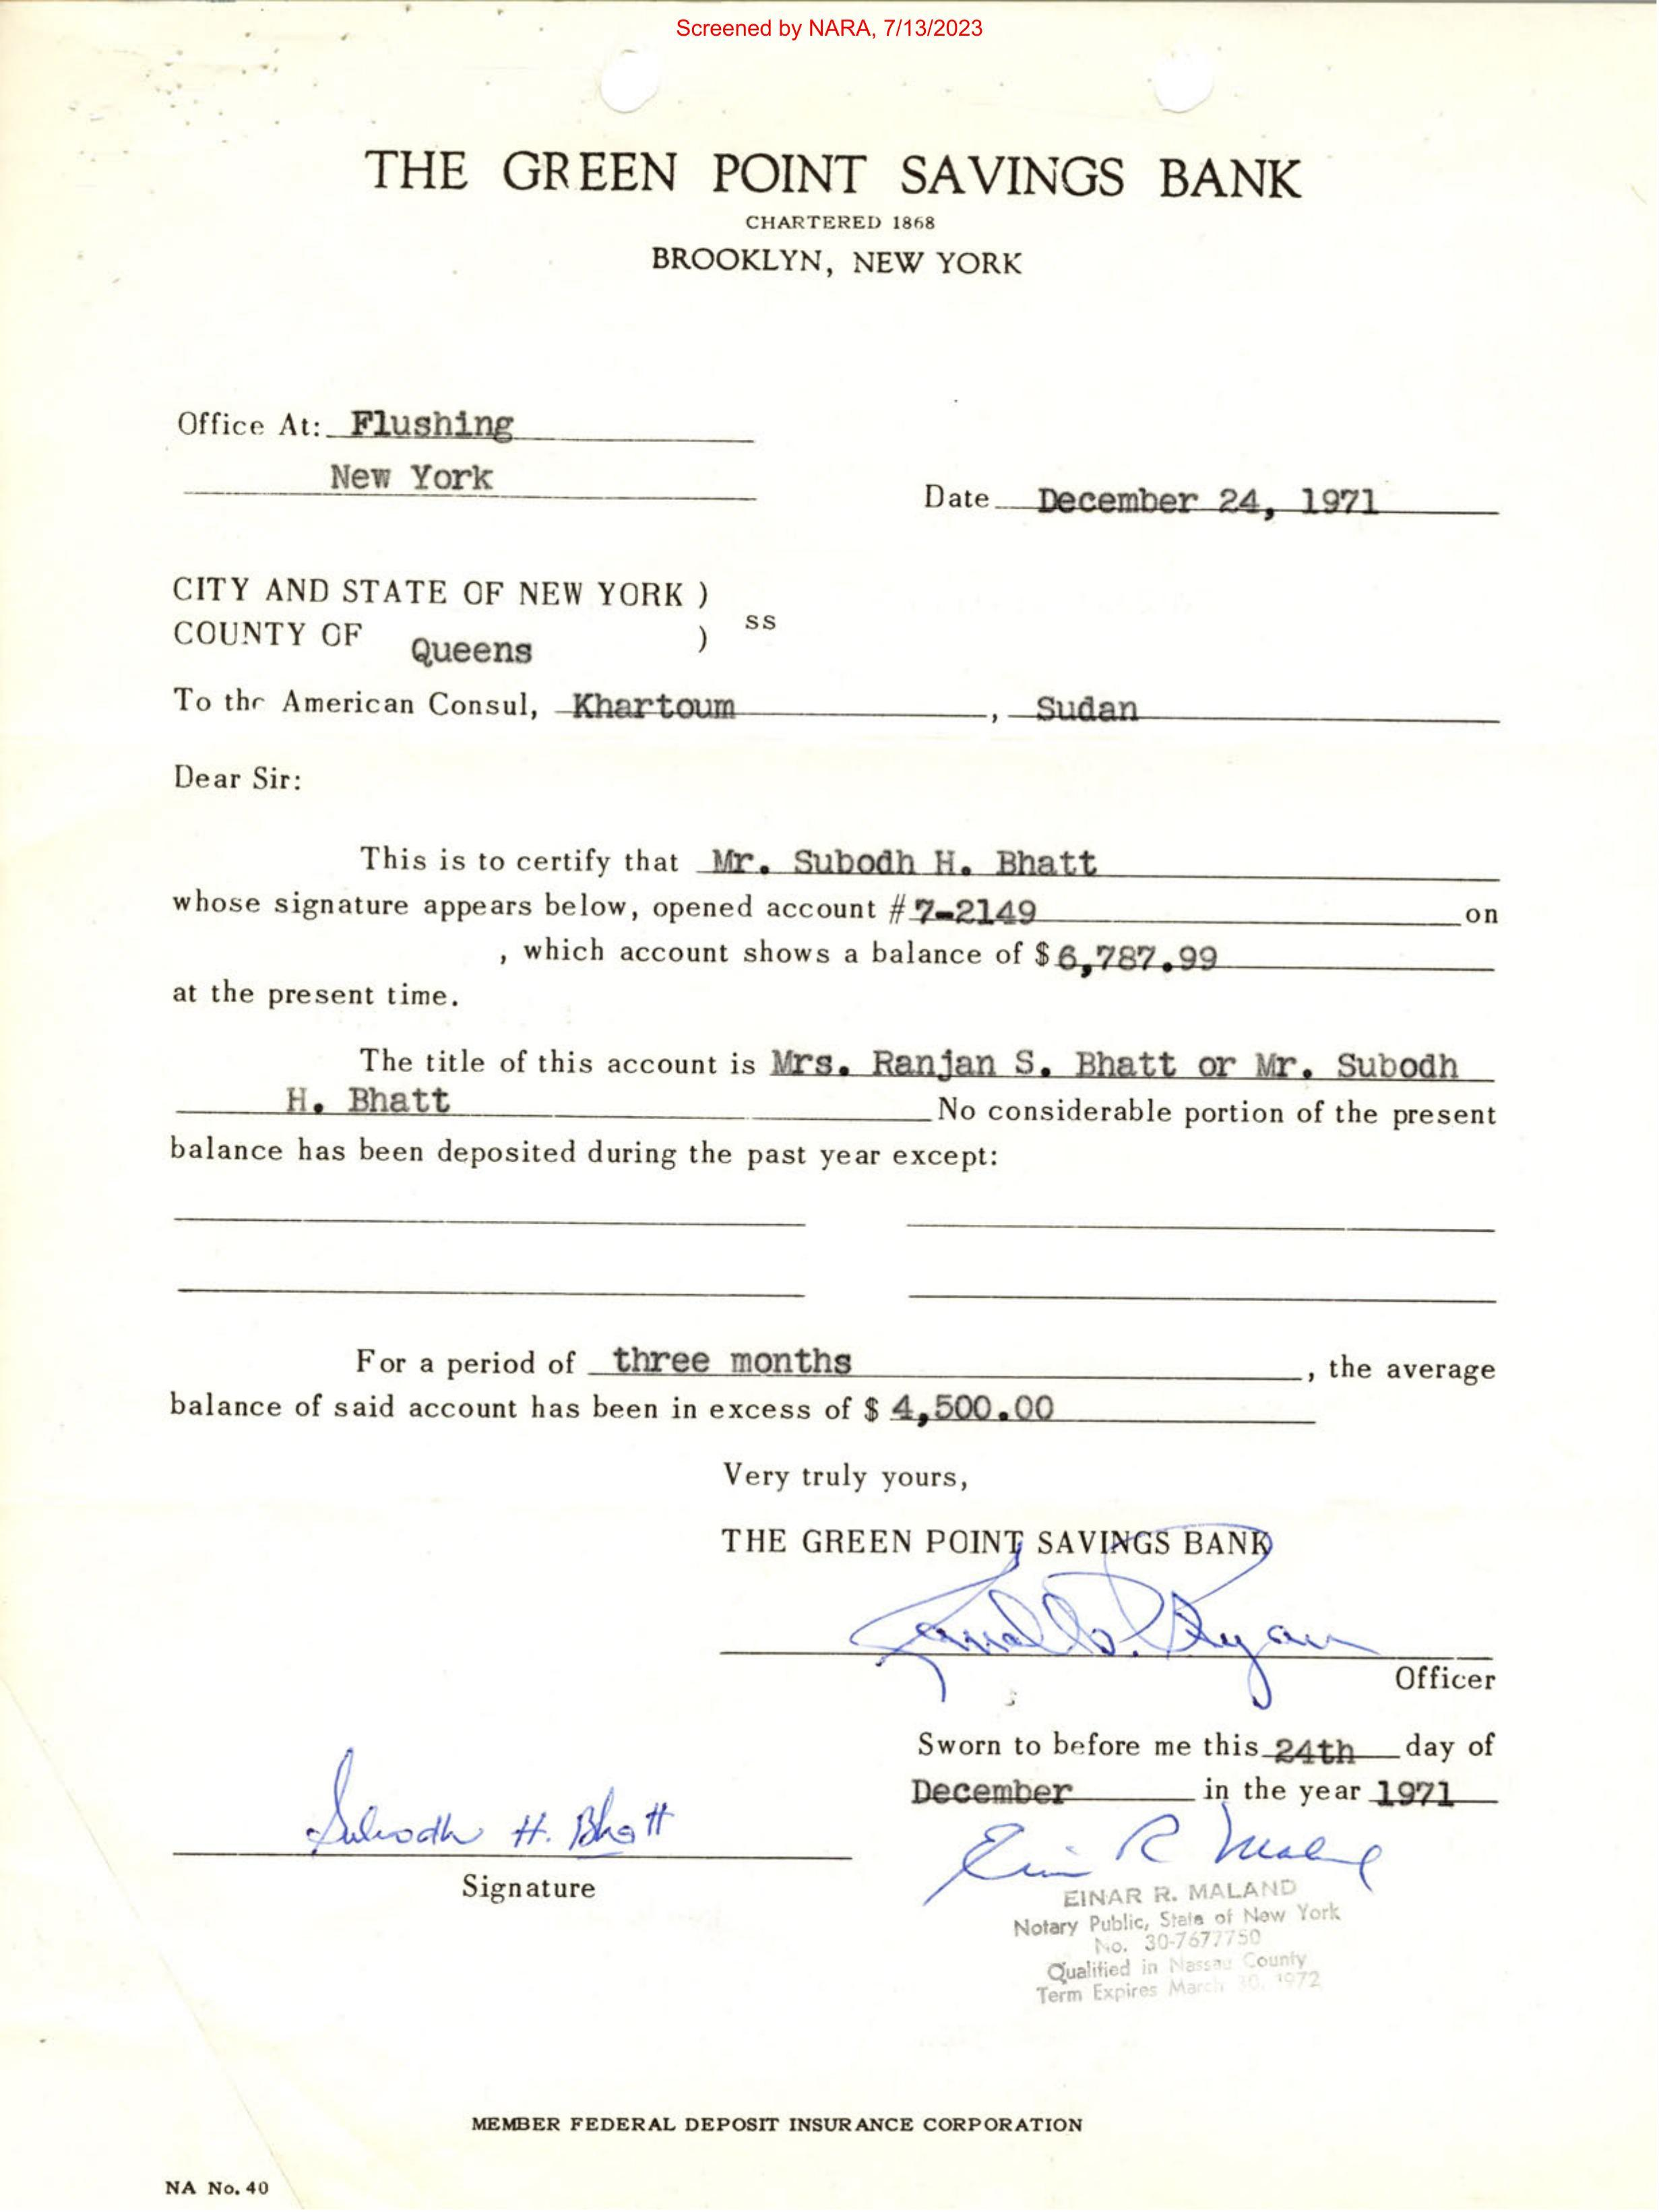 Screened by NARA, 7/13/2023
THE GREEN POINT SAVINGS BANK
CHARTERED 1868
BROOKLYN, NEW YORK
Office At: Flushing
New York
Date December 24, 1971
CITY AND STATE OF NEW YORK )
ss
COUNTY OF Queens )
To the American Consul, Khartoum, Sudan
Dear Sir:
This is to certify that Mr. Subodh H. Bhatt
whose signature appears below, opened account # 7-2149 on
, which account shows a balance of $ 6,787.99
at the present time.
The title of this account is Mrs. Ranjan S. Bhatt or Mr. Subodh
H. Bhatt No considerable portion of the present
balance has been deposited during the past year except:
For a period of three months, the average
balance of said account has been in excess of $ 4,500.00
Very truly yours,
THE GREEN POINT SAVINGS BANK
Ryan
Officer
Sworn to before me this 24th day of
December in the year 1971
Subodh H. Bhatt
Signature
Einar R Maland
EINAR R. MALAND
Notary Public, State of New York
No. 30-7677750
Qualified in Nassau County
Term Expires March 30, 1972
MEMBER FEDERAL DEPOSIT INSURANCE CORPORATION
NA No. 40